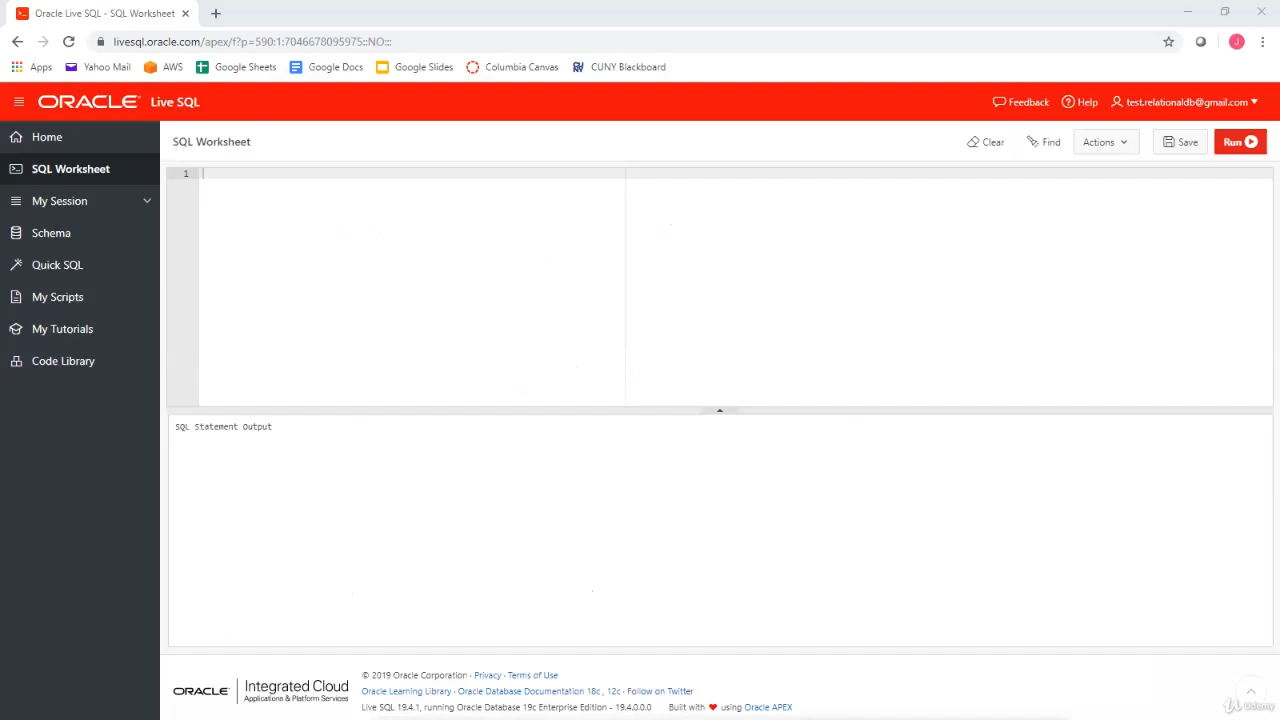 Oracle Live SQL - SQL Worksheet
livesql.oracle.com/apex/f?p=590:1:7046678095975::NO:::
J
Apps Yahoo Mail AWS Google Sheets Google Docs Google Slides Columbia Canvas CUNY Blackboard
ORACLE Live SQL Feedback Help test.relationaldb@gmail.com
Home
SQL Worksheet
My Session
Schema
Quick SQL
My Scripts
My Tutorials
Code Library
SQL Worksheet Clear Find Actions Save Run
1
SQL Statement Output
ORACLE Integrated Cloud
Applications & Platform Services
© 2019 Oracle Corporation · Privacy · Terms of Use
Oracle Learning Library · Oracle Database Documentation 18c, 12c · Follow on Twitter
Live SQL 19.4.1, running Oracle Database 19c Enterprise Edition - 19.4.0.0.0 Built with ♥ using Oracle APEX
Udemy